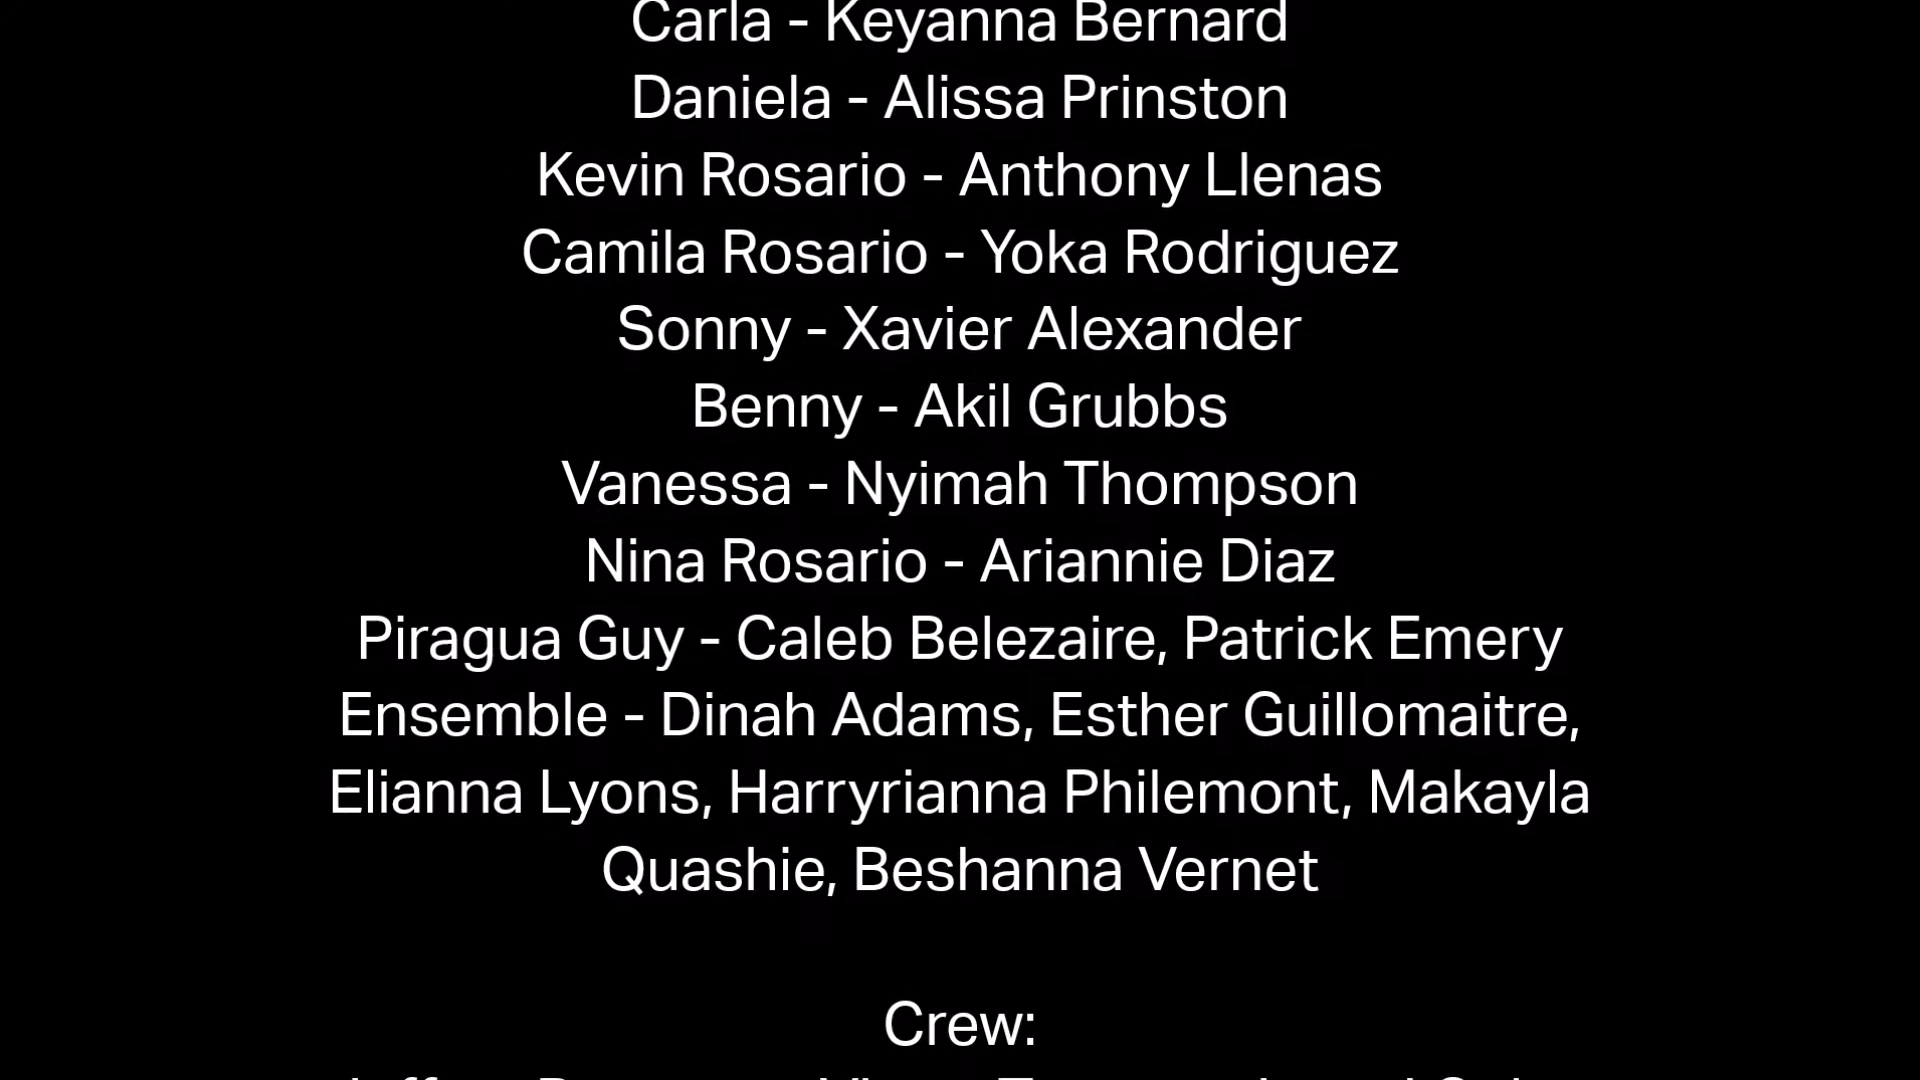 Carla - Keyanna Bernard
Daniela - Alissa Prinston
Kevin Rosario - Anthony Llenas
Camila Rosario - Yoka Rodriguez
Sonny - Xavier Alexander
Benny - Akil Grubbs
Vanessa - Nyimah Thompson
Nina Rosario - Ariannie Diaz
Piragua Guy - Caleb Belezaire, Patrick Emery
Ensemble - Dinah Adams, Esther Guillomaitre,
Elianna Lyons, Harryrianna Philemont, Makayla
Quashie, Beshanna Vernet
Crew: